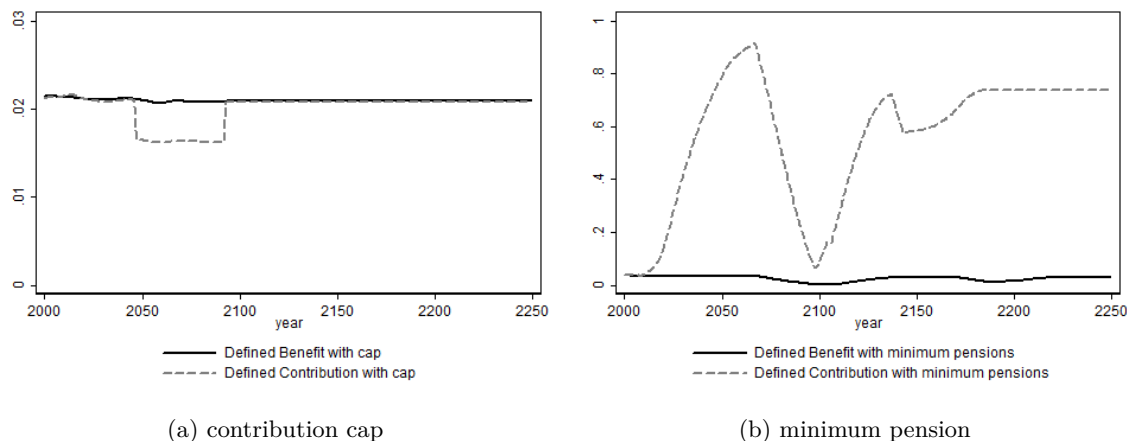 .03
.02
.01
0
2000 2050 2100 2150 2200 2250
year
Defined Benefit with cap
Defined Contribution with cap
(a) contribution cap
1
.8
.6
.4
.2
0
2000 2050 2100 2150 2200 2250
year
Defined Benefit with minimum pensions
Defined Contribution with minimum pensions
(b) minimum pension